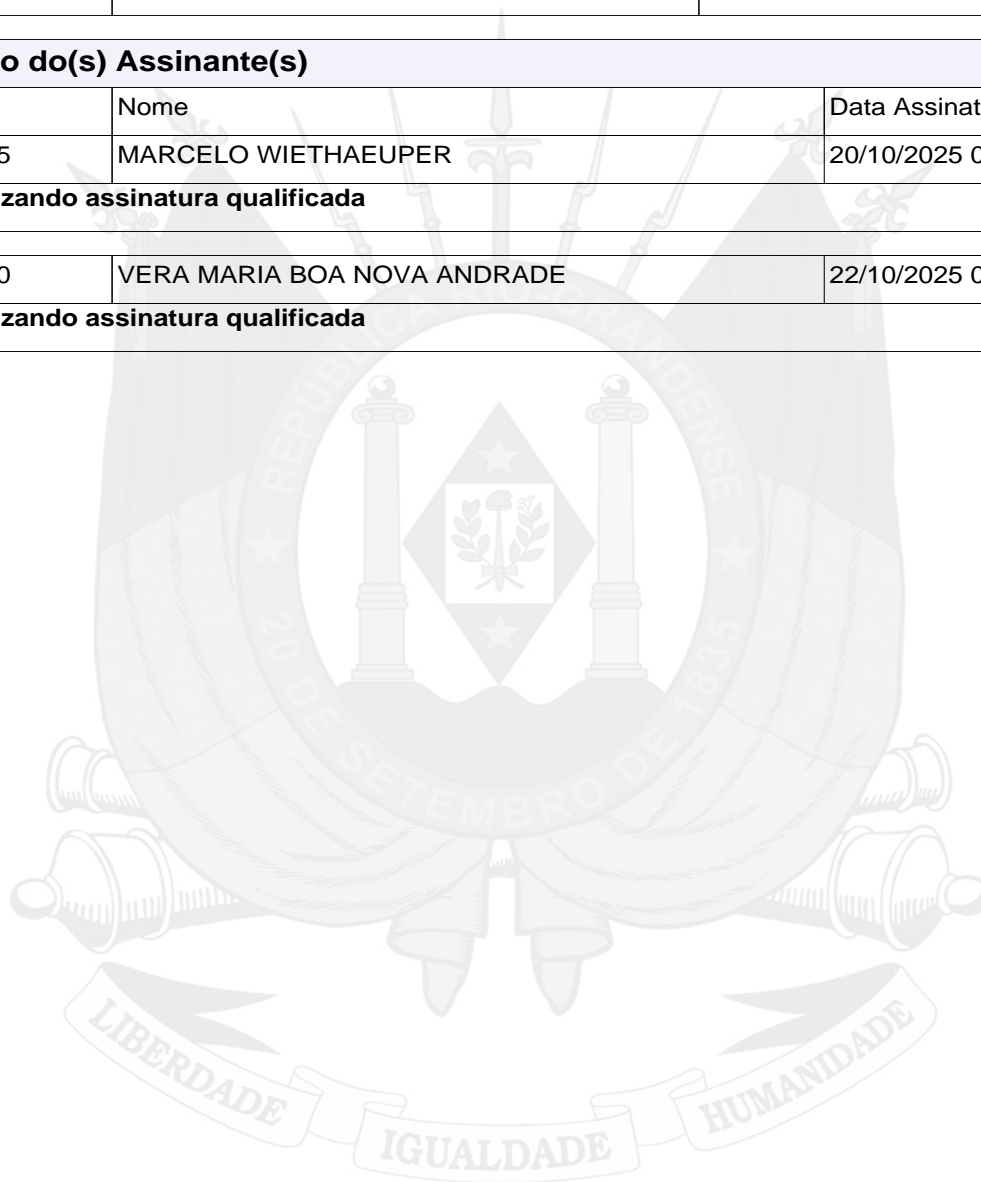 o do(s) Assinante(s)
Nome Data Assinat
5 MARCELO WIETHAEUPER 20/10/2025 0
zando assinatura qualificada
0 VERA MARIA BOA NOVA ANDRADE 22/10/2025 0
zando assinatura qualificada
REPÚBLICA RIO-GRANDENSE
20 DE SETEMBRO DE 1835
LIBERDADE IGUALDADE HUMANIDADE